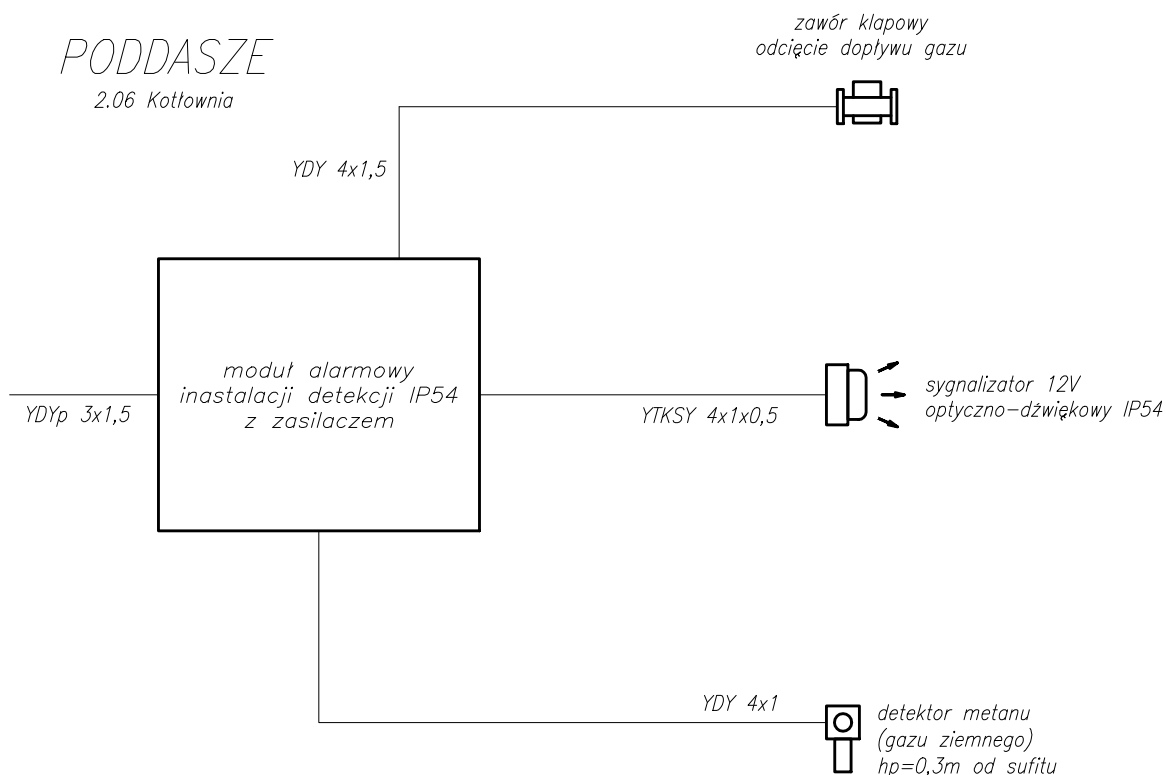 PODDASZE
2.06 Kotłownia
zawór klapowy
odcięcie dopływu gazu
YDY 4x1,5
moduł alarmowy
inastalacji detekcji IP54
z zasilaczem
YDYp 3x1,5
YTKSY 4x1x0,5
sygnalizator 12V
optyczno-dźwiękowy IP54
YDY 4x1
detektor metanu
(gazu ziemnego)
hp=0,3m od sufitu